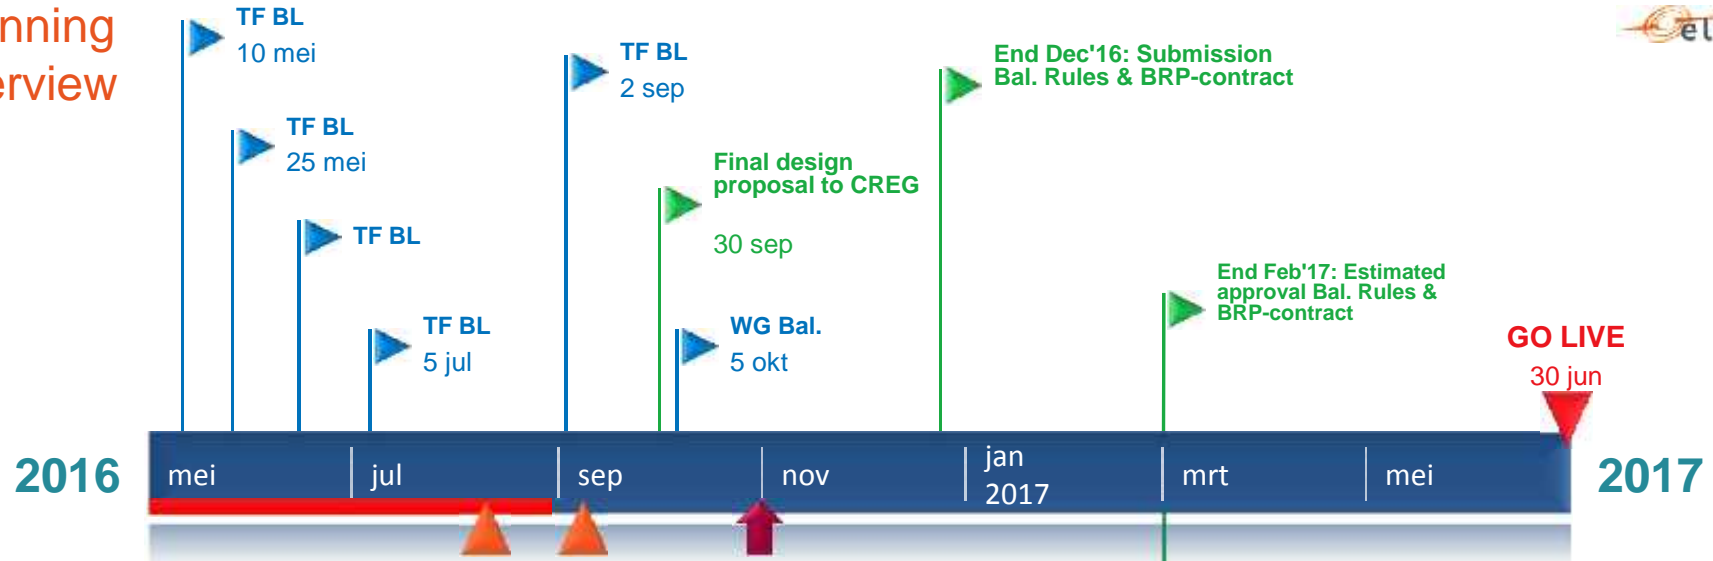 nning
erview
TF BL
10 mei
TF BL
25 mei
TF BL
TF BL
5 jul
TF BL
2 sep
Final design
proposal to CREG
30 sep
WG Bal.
5 okt
End Dec'16: Submission
Bal. Rules & BRP-contract
End Feb'17: Estimated
approval Bal. Rules &
BRP-contract
GO LIVE
30 jun
el
2016
mei
jul
sep
nov
jan
2017
mrt
mei
2017